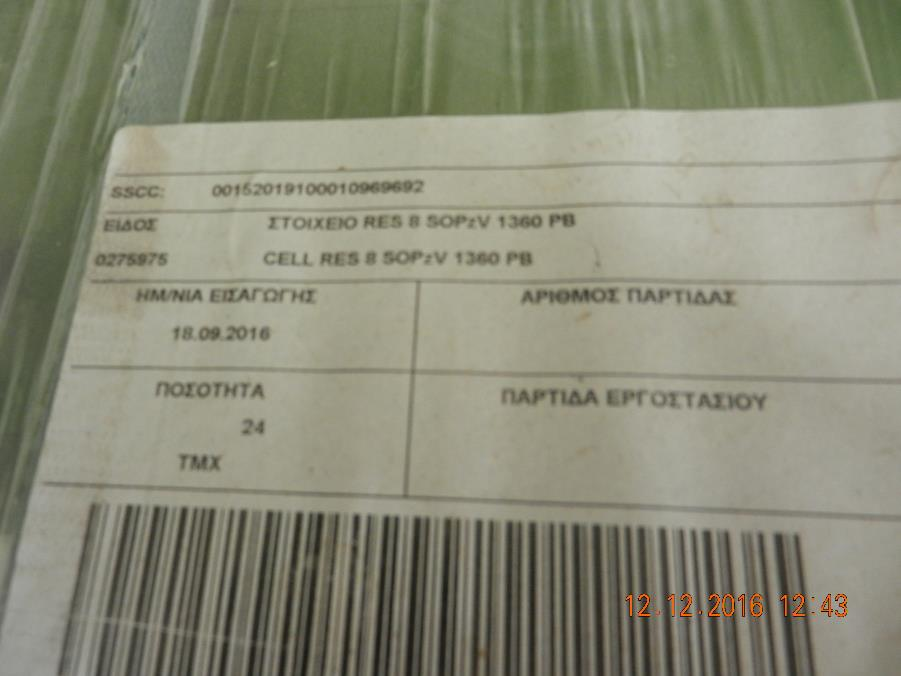 SSCC: 00152019100010969692
ΕΙΔΟΣ ΣΤΟΙΧΕΙΟ RES 8 SOPzV 1360 PB
0275975 CELL RES 8 SOPzV 1360 PB
ΗΜ/ΝΙΑ ΕΙΣΑΓΩΓΗΣ ΑΡΙΘΜΟΣ ΠΑΡΤΙΔΑΣ
18.09.2016
ΠΟΣΟΤΗΤΑ ΠΑΡΤΙΔΑ ΕΡΓΟΣΤΑΣΙΟΥ
24
ΤΜΧ
12.12.2016 12:43